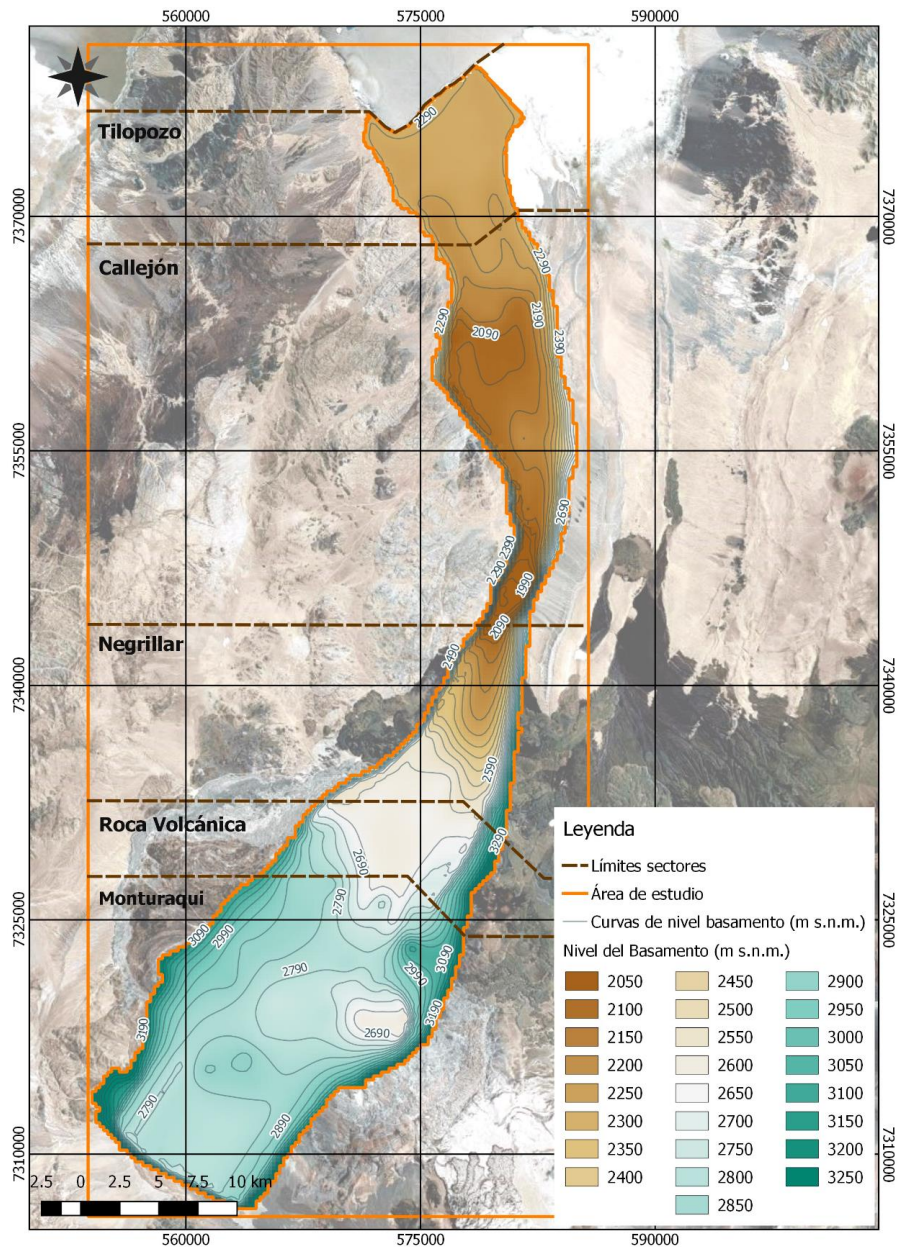 560000 575000 590000
Tilopozo
2290
7370000 7370000
Callejón
2290
2190
2290
2390
2090
7355000 7355000
2690
2390
2290
1990
Negrillar
2090
2490
7340000 7340000
2590
Roca Volcánica
3290
2690
Monturaqui
2790
7325000 7325000
3090
2990
3090
2990
2790
3190
2690
3190
2790
2890
7310000 7310000
2.5 0 2.5 5 7.5 10 km
560000 575000 590000
Leyenda
Límites sectores
Área de estudio
Curvas de nivel basamento (m s.n.m.)
Nivel del Basamento (m s.n.m.)
2050 2450 2900
2100 2500 2950
2150 2550 3000
2200 2600 3050
2250 2650 3100
2300 2700 3150
2350 2750 3200
2400 2800 3250
2850